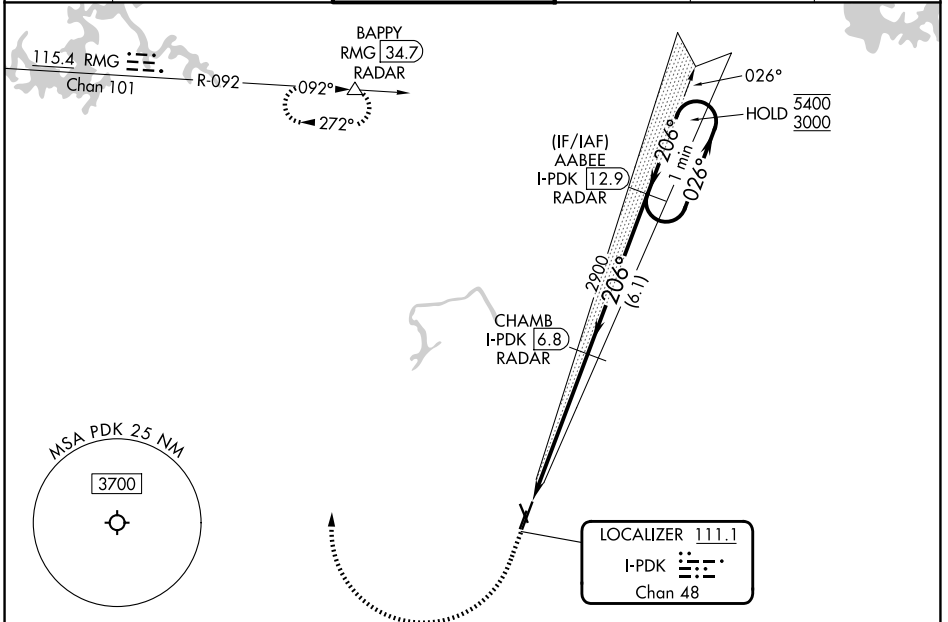 BAPPY
RMG 34.7
RADAR
115.4 RMG
Chan 101
R-092
092°
272°
026°
HOLD 5400
3000
206°
1 min
026°
(IF/IAF)
AABEE
I-PDK 12.9
RADAR
2900
206°
(6.1)
CHAMB
I-PDK 6.8
RADAR
MSA PDK 25 NM
3700
LOCALIZER 111.1
I-PDK
Chan 48